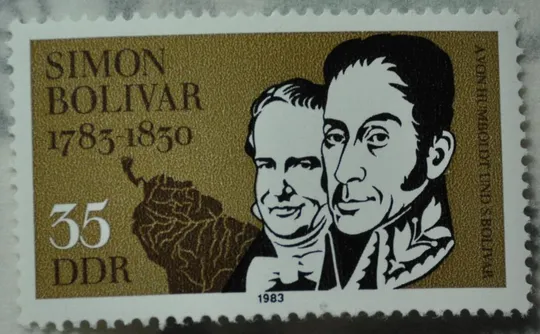 SIMON
BOLIVAR
1783-1830
35
DDR
A.VON HUMBOLDT UND S.BOLIVAR
1983